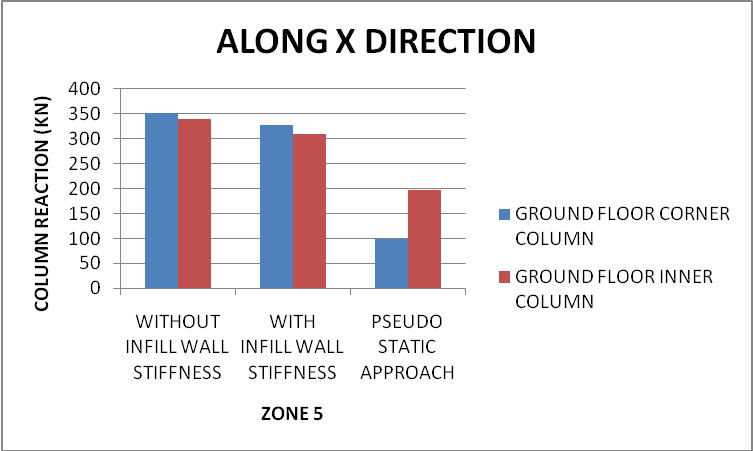 ALONG X DIRECTION
COLUMN REACTION (KN)
400
350
300
250
200
150
100
50
0
WITHOUT
INFILL WALL
STIFFNESS
WITH
INFILL WALL
STIFFNESS
PSEUDO
STATIC
APPROACH
ZONE 5
GROUND FLOOR CORNER
COLUMN
GROUND FLOOR INNER
COLUMN